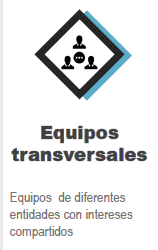 Equipos
transversales
Equipos de diferentes
entidades con intereses
compartidos